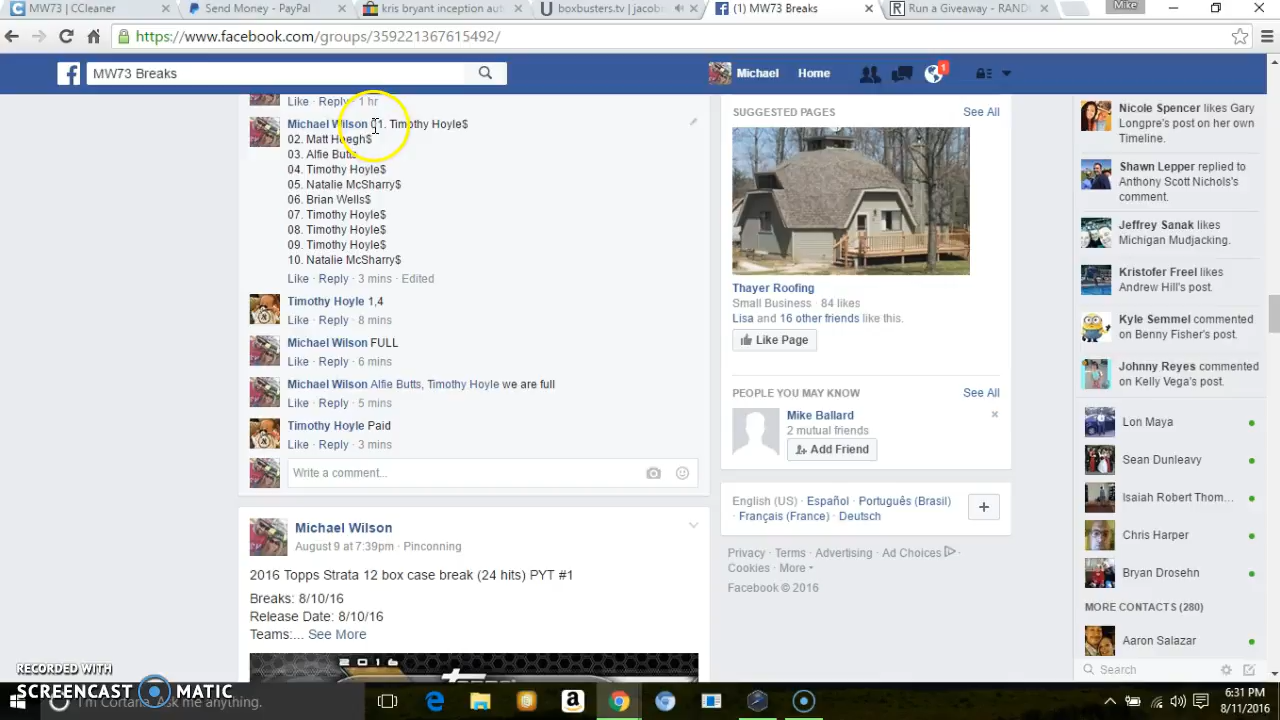 MW73 | CCleaner
Send Money - PayPal
kris bryant inception auto
boxbusters.tv | jacobs
(1) MW73 Breaks
Run a Giveaway - RAND
Mike
https://www.facebook.com/groups/359221367615492/
MW73 Breaks
Michael
Home
1
Like · Reply · 1 hr
Michael Wilson 01. Timothy Hoyle$
02. Matt Hoegh$
03. Alfie Butts
04. Timothy Hoyle$
05. Natalie McSharry$
06. Brian Wells$
07. Timothy Hoyle$
08. Timothy Hoyle$
09. Timothy Hoyle$
10. Natalie McSharry$
Like · Reply · 3 mins · Edited
Timothy Hoyle 1,4
Like · Reply · 8 mins
Michael Wilson FULL
Like · Reply · 6 mins
Michael Wilson Alfie Butts, Timothy Hoyle we are full
Like · Reply · 5 mins
Timothy Hoyle Paid
Like · Reply · 3 mins
Write a comment...
Michael Wilson
August 9 at 7:39pm · Pinconning
2016 Topps Strata 12 box case break (24 hits) PYT #1
Breaks: 8/10/16
Release Date: 8/10/16
Teams:... See More
2016
SUGGESTED PAGES
See All
Thayer Roofing
Small Business · 84 likes
Lisa and 16 other friends like this.
Like Page
PEOPLE YOU MAY KNOW
See All
Mike Ballard
2 mutual friends
Add Friend
English (US) · Español · Português (Brasil)
· Français (France) · Deutsch
Privacy · Terms · Advertising · Ad Choices ·
Cookies · More
Facebook © 2016
Nicole Spencer likes Gary
Longpre's post on her own
Timeline.
Shawn Lepper replied to
Anthony Scott Nichols's
comment.
Jeffrey Sanak likes
Michigan Mudjacking.
Kristofer Freel likes
Andrew Hill's post.
Kyle Semmel commented
on Benny Fisher's post.
Johnny Reyes commented
on Kelly Vega's post.
Lon Maya
Sean Dunleavy
Isaiah Robert Thom...
Chris Harper
Bryan Drosehn
MORE CONTACTS (280)
Aaron Salazar
Search
RECORDED WITH
SCREENCAST MATIC
I'm Cortana. Ask me anything.
6:31 PM
8/11/2016